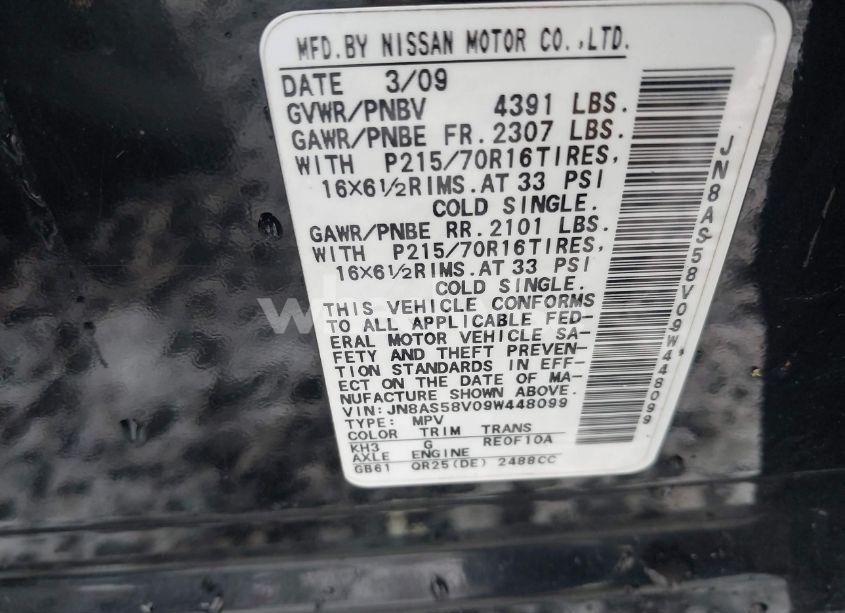 MFD.BY NISSAN MOTOR CO.,LTD.
DATE 3/09
GVWR/PNBV 4391 LBS.
GAWR/PNBE FR.2307 LBS.
WITH P215/70R16TIRES,
16X6½RIMS.AT 33 PSI
COLD SINGLE.
GAWR/PNBE RR.2101 LBS.
WITH P215/70R16TIRES,
16X6½RIMS.AT 33 PSI
COLD SINGLE.
THIS VEHICLE CONFORMS
TO ALL APPLICABLE FED-
ERAL MOTOR VEHICLE SA-
FETY AND THEFT PREVEN-
TION STANDARDS IN EFF-
ECT ON THE DATE OF MA-
NUFACTURE SHOWN ABOVE.
VIN:JN8AS58V09W448099
TYPE: MPV
COLOR TRIM TRANS
KH3 G RE0F10A
AXLE ENGINE
GB61 QR25(DE) 2488CC
JN8AS58V09W448099